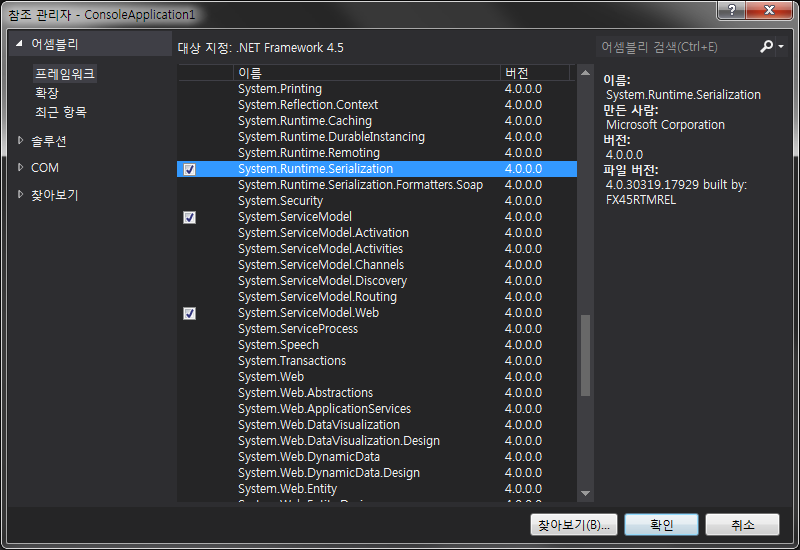 참조 관리자 - ConsoleApplication1
어셈블리
프레임워크
확장
최근 항목
솔루션
COM
찾아보기
대상 지정: .NET Framework 4.5
어셈블리 검색(Ctrl+E)
이름 버전
System.Printing 4.0.0.0
System.Reflection.Context 4.0.0.0
System.Runtime.Caching 4.0.0.0
System.Runtime.DurableInstancing 4.0.0.0
System.Runtime.Remoting 4.0.0.0
System.Runtime.Serialization 4.0.0.0
System.Runtime.Serialization.Formatters.Soap 4.0.0.0
System.Security 4.0.0.0
System.ServiceModel 4.0.0.0
System.ServiceModel.Activation 4.0.0.0
System.ServiceModel.Activities 4.0.0.0
System.ServiceModel.Channels 4.0.0.0
System.ServiceModel.Discovery 4.0.0.0
System.ServiceModel.Routing 4.0.0.0
System.ServiceModel.Web 4.0.0.0
System.ServiceProcess 4.0.0.0
System.Speech 4.0.0.0
System.Transactions 4.0.0.0
System.Web 4.0.0.0
System.Web.Abstractions 4.0.0.0
System.Web.ApplicationServices 4.0.0.0
System.Web.DataVisualization 4.0.0.0
System.Web.DataVisualization.Design 4.0.0.0
System.Web.DynamicData 4.0.0.0
System.Web.DynamicData.Design 4.0.0.0
System.Web.Entity 4.0.0.0
이름:
System.Runtime.Serialization
만든 사람:
Microsoft Corporation
버전:
4.0.0.0
파일 버전:
4.0.30319.17929 built by:
FX45RTMREL
찾아보기(B)... 확인 취소